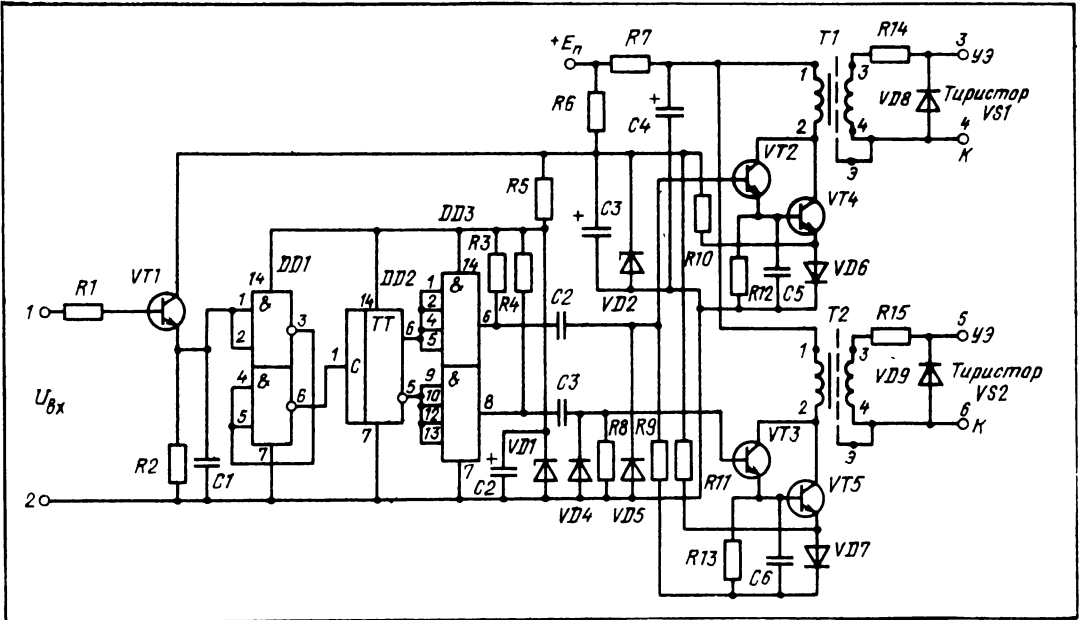 +Eп
R7
T1
R14
3
УЭ
1
3
R6
+
C4
VD8
Тиристор
VS1
2
4
4
К
Э
VT2
R5
VT4
+
C3
DD3
R10
R3
R4
VD2
R12
C5
VD6
VT1
14
DD1
14
DD2
14
1
R1
1
&
3
1
2
4
5
&
6
C2
T2
R15
5
УЭ
2
C
TT
6
1
3
4
&
6
1
9
10
12
13
&
8
C3
VD9
Тиристор
VS2
5
5
2
4
6
К
Uвх
7
7
7
R8
R9
VT3
Э
R2
C1
VD1
+
C2
R11
VT5
2
VD4
VD5
R13
C6
VD7